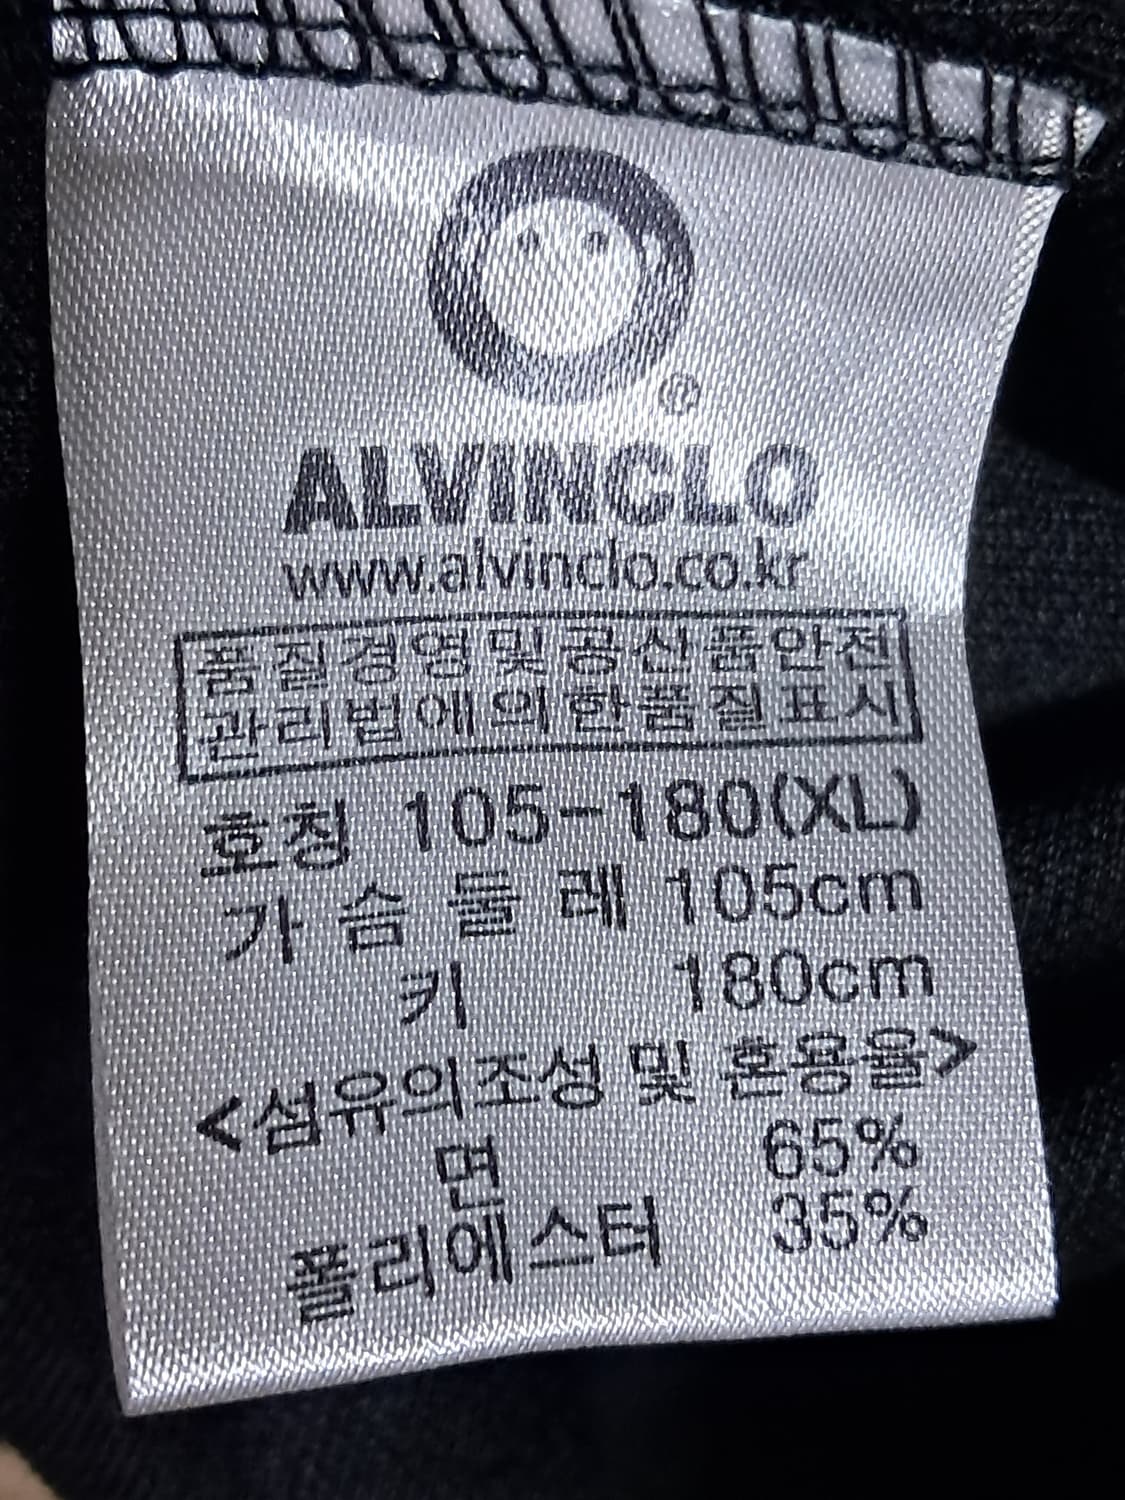 ®
ALVINCLO
www.alvinclo.co.kr
품질경영및공산품안전
관리법애의한품질표시
호칭 105-180(XL)
가슴둘레 105cm
키 180cm
<섬유의조성 및 혼용율>
면 65%
폴리에스터 35%